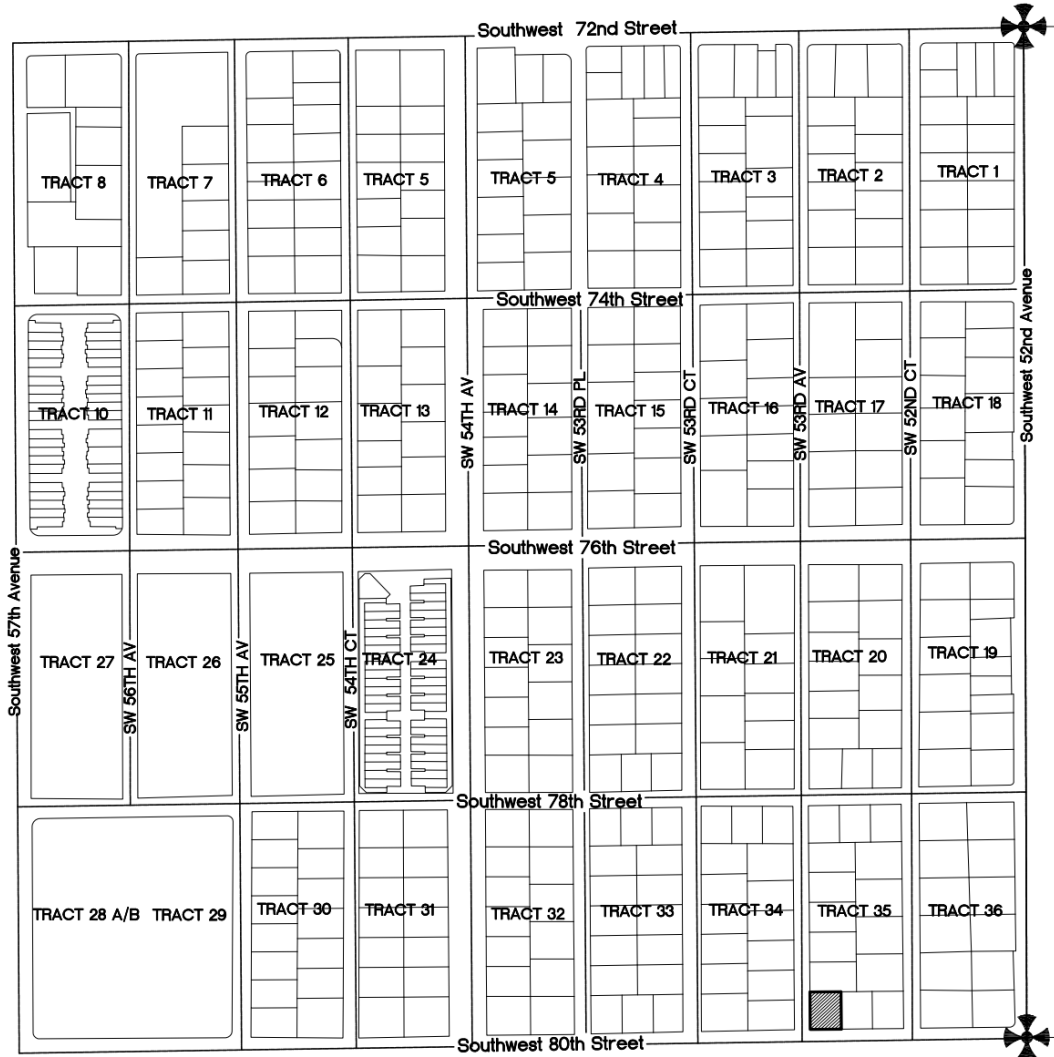 Southwest 72nd Street
TRACT 8
TRACT 7
TRACT 6
TRACT 5
TRACT 5
TRACT 4
TRACT 3
TRACT 2
TRACT 1
Southwest 74th Street
Southwest 52nd Avenue
TRACT 10
TRACT 11
TRACT 12
TRACT 13
SW 54TH AV
TRACT 14
SW 53RD PL
TRACT 15
SW 53RD CT
TRACT 16
SW 53RD AV
TRACT 17
SW 52ND CT
TRACT 18
Southwest 76th Street
Southwest 57th Avenue
TRACT 27
SW 56TH AV
TRACT 26
SW 55TH AV
TRACT 25
SW 54TH CT
TRACT 24
TRACT 23
TRACT 22
TRACT 21
TRACT 20
TRACT 19
Southwest 78th Street
TRACT 28 A/B
TRACT 29
TRACT 30
TRACT 31
TRACT 32
TRACT 33
TRACT 34
TRACT 35
TRACT 36
Southwest 80th Street